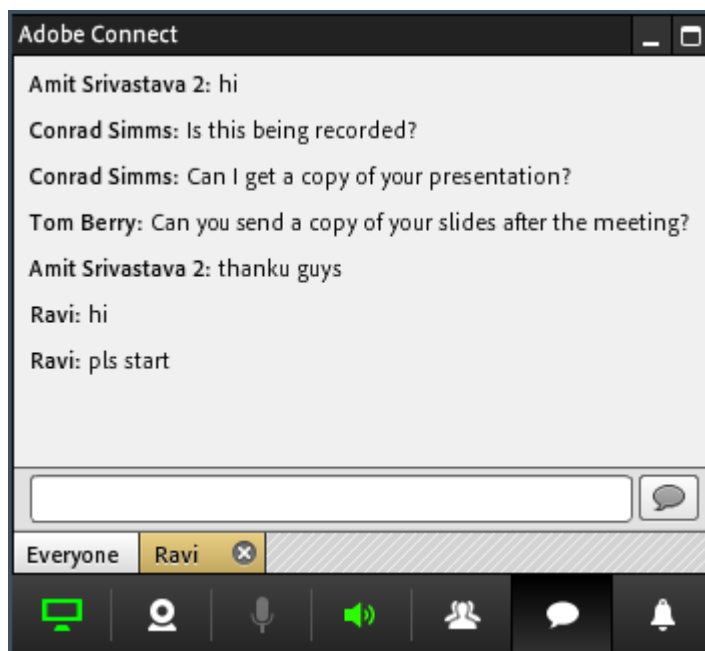 Adobe Connect
Amit Srivastava 2: hi
Conrad Simms: Is this being recorded?
Conrad Simms: Can I get a copy of your presentation?
Tom Berry: Can you send a copy of your slides after the meeting?
Amit Srivastava 2: thanku guys
Ravi: hi
Ravi: pls start
Everyone Ravi